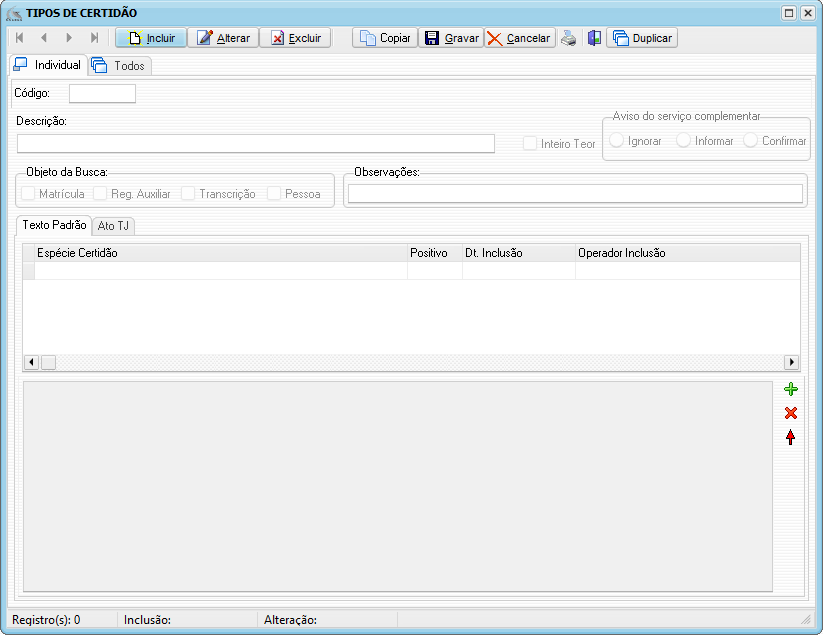 TIPOS DE CERTIDÃO
Incluir Alterar Excluir Copiar Gravar Cancelar Duplicar
Individual Todos
Código:
Descrição:
Inteiro Teor
Aviso do serviço complementar
Ignorar Informar Confirmar
Objeto da Busca:
Matrícula Reg. Auxiliar Transcrição Pessoa
Observações:
Texto Padrão Ato TJ
Espécie Certidão Positivo Dt. Inclusão Operador Inclusão
Registro(s): 0 Inclusão: Alteração: